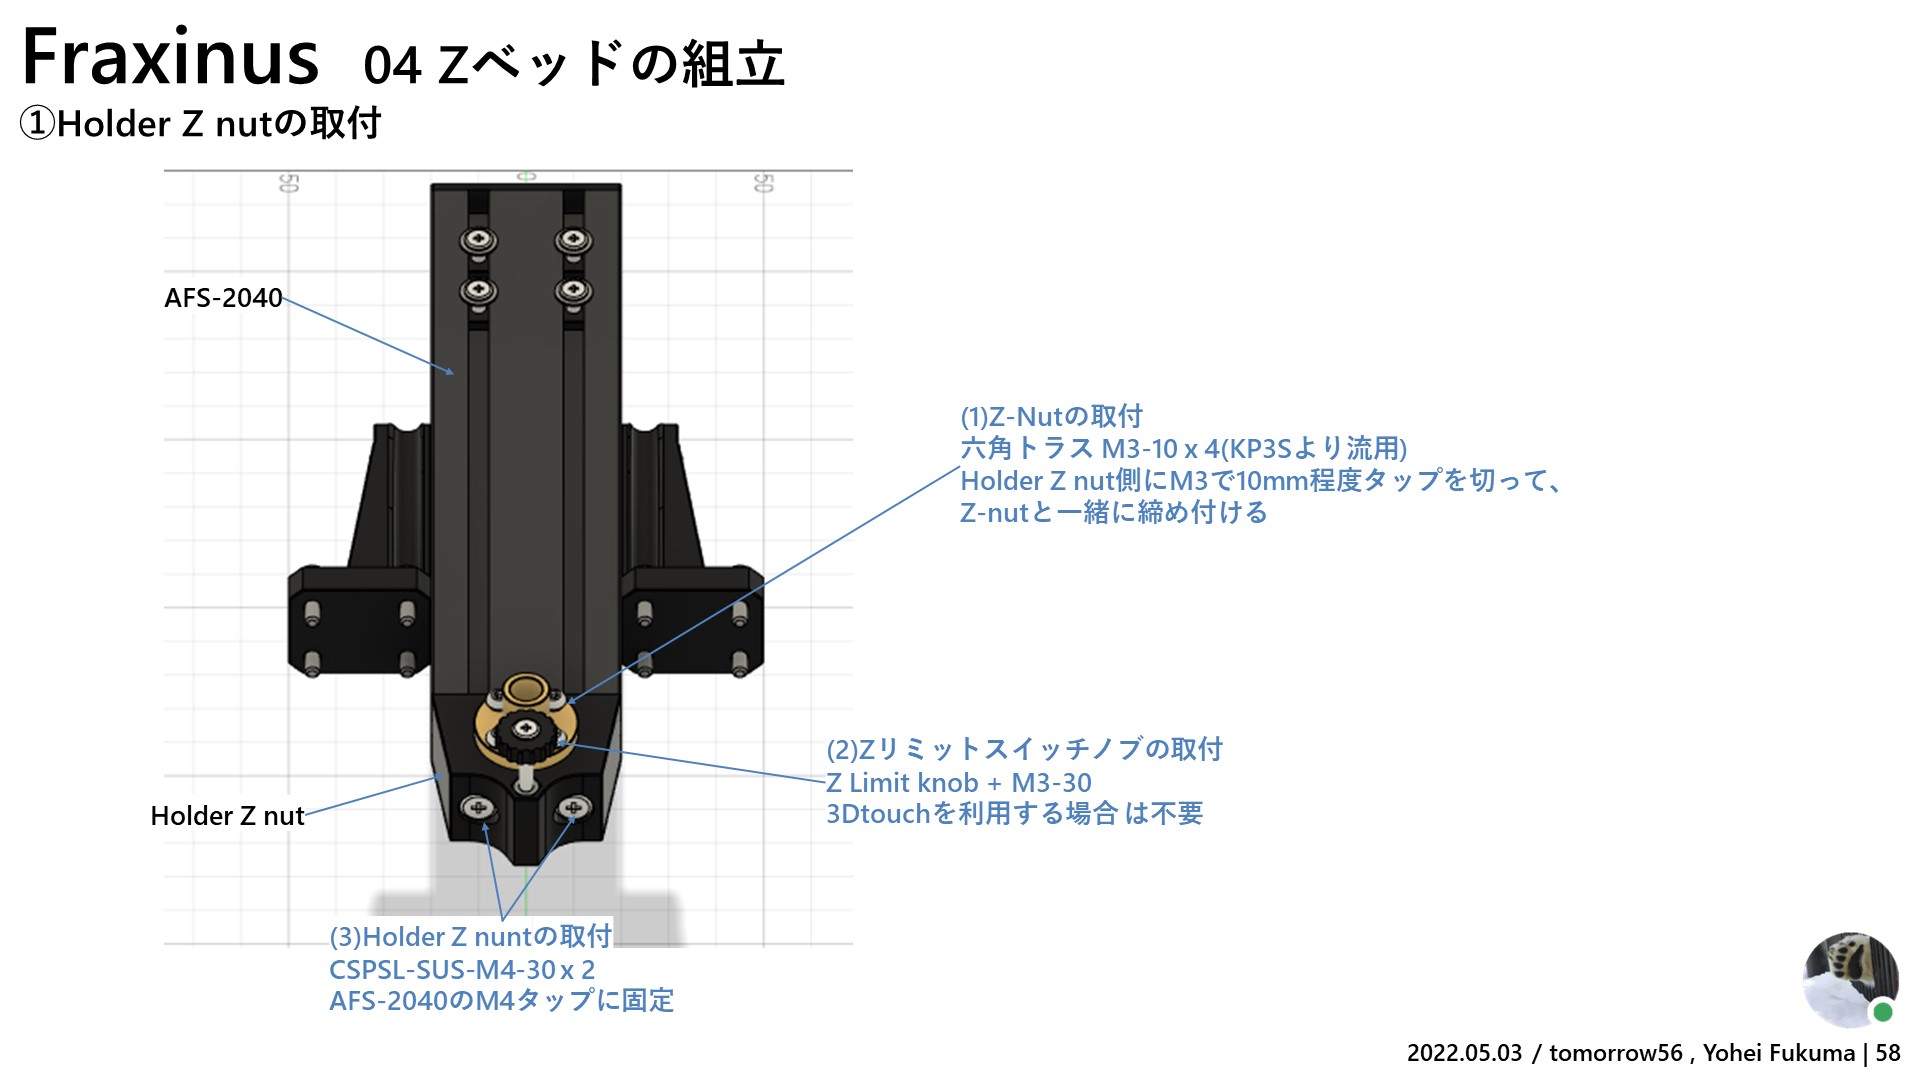 Fraxinus 04 Zベッドの組立
①Holder Z nutの取付
50 0 50
AFS-2040
(1)Z-Nutの取付
六角トラス M3-10 x 4(KP3Sより流用)
Holder Z nut側にM3で10mm程度タップを切って、
Z-nutと一緒に締め付ける
(2)Zリミットスイッチノブの取付
Z Limit knob + M3-30
3Dtouchを利用する場合は不要
Holder Z nut
(3)Holder Z nuntの取付
CSPSL-SUS-M4-30 x 2
AFS-2040のM4タップに固定
2022.05.03 / tomorrow56 , Yohei Fukuma | 58